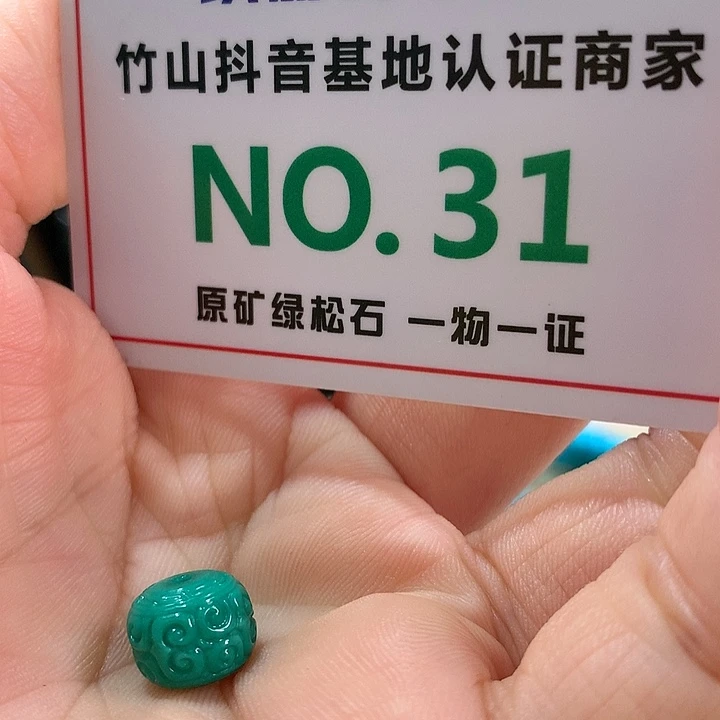 竹山抖音基地认证商家
NO. 31
原矿绿松石 一物一证